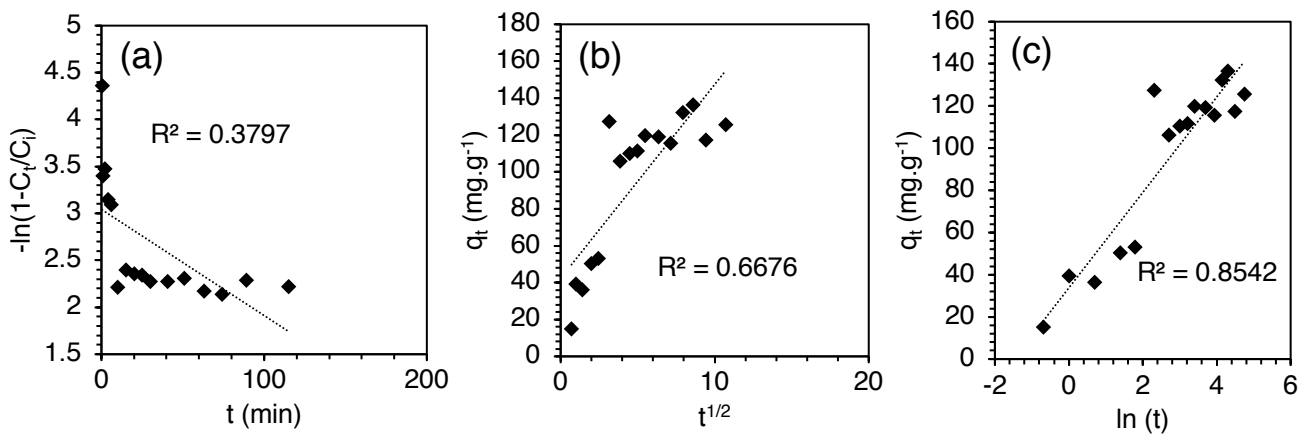 (a)
R² = 0.3797
-ln(1-Cₜ/Cᵢ)
5
4.5
4
3.5
3
2.5
2
1.5
0 100 200
t (min)
(b)
R² = 0.6676
qₜ (mg.g⁻¹)
180
160
140
120
100
80
60
40
20
0
0 10 20
t¹/²
(c)
R² = 0.8542
qₜ (mg.g⁻¹)
160
140
120
100
80
60
40
20
0
-2 0 2 4 6
ln (t)